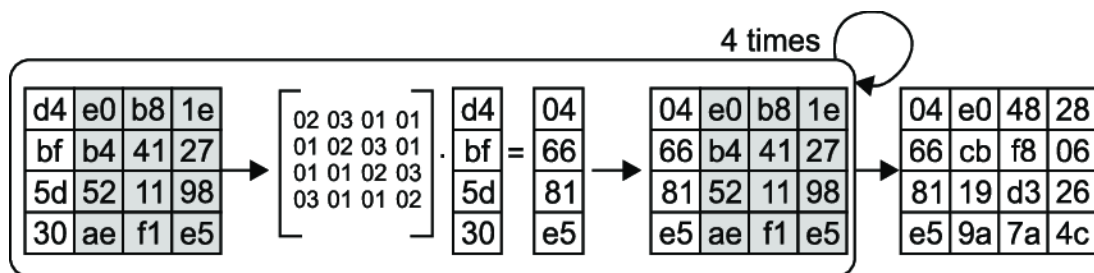 4 times
d4 e0 b8 1e 02 03 01 01 d4 04 04 e0 b8 1e 04 e0 48 28
bf b4 41 27 01 02 03 01 . bf = 66 66 b4 41 27 66 cb f8 06
5d 52 11 98 01 01 02 03 5d 81 81 52 11 98 81 19 d3 26
30 ae f1 e5 03 01 01 02 30 e5 e5 ae f1 e5 e5 9a 7a 4c